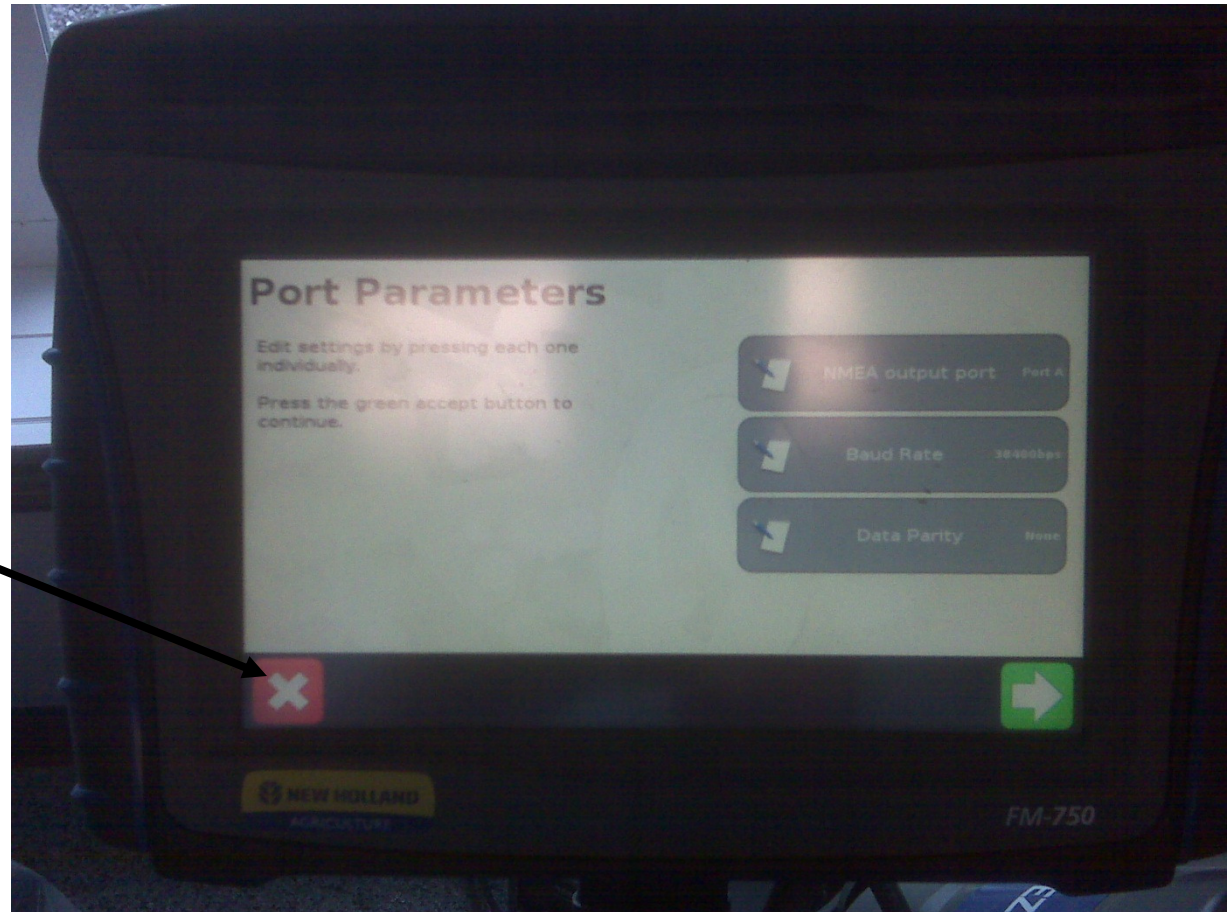 Port Parameters
Edit settings by pressing each one
individually.
Press the green accept button to
continue.
NMEA output port Port A
Baud Rate 38400bps
Data Parity None
NEW HOLLAND
AGRICULTURE
FM-750